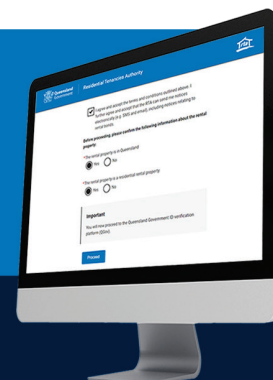 Queensland
Government
Residential Tenancies Authority
rta
I agree and accept the terms and conditions outlined above. I
further agree and accept that the RTA can send me notices
electronically (e.g. SMS and email), including notices relating to
rental bonds.
Before proceeding, please confirm the following information about the rental
property:
*The rental property is in Queensland
Yes No
*The rental property is a residential rental property:
Yes No
Important
You will now proceed to the Queensland Government ID verification
platform (QGov).
Proceed